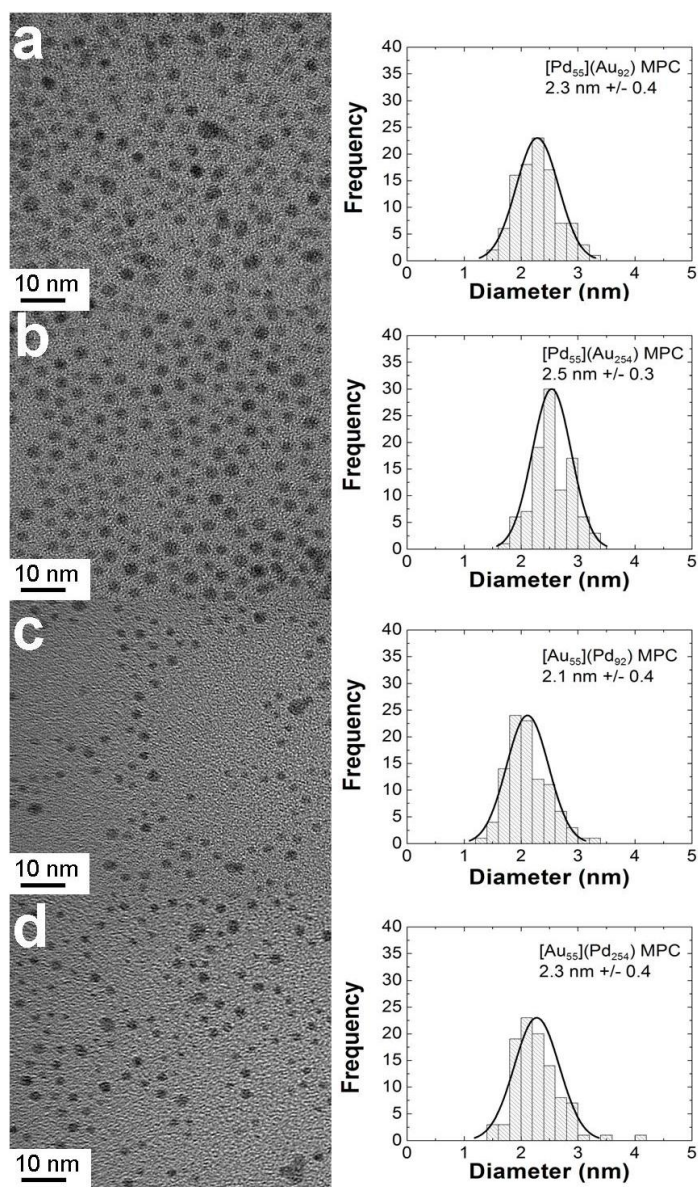 a
10 nm
40
35
30
25
20
15
10
5
0
Frequency
[Pd₅₅](Au₉₂) MPC
2.3 nm +/- 0.4
0 1 2 3 4 5
Diameter (nm)
b
10 nm
40
35
30
25
20
15
10
5
0
Frequency
[Pd₅₅](Au₂₅₄) MPC
2.5 nm +/- 0.3
0 1 2 3 4 5
Diameter (nm)
c
10 nm
40
35
30
25
20
15
10
5
0
Frequency
[Au₅₅](Pd₉₂) MPC
2.1 nm +/- 0.4
0 1 2 3 4 5
Diameter (nm)
d
10 nm
40
35
30
25
20
15
10
5
0
Frequency
[Au₅₅](Pd₂₅₄) MPC
2.3 nm +/- 0.4
0 1 2 3 4 5
Diameter (nm)